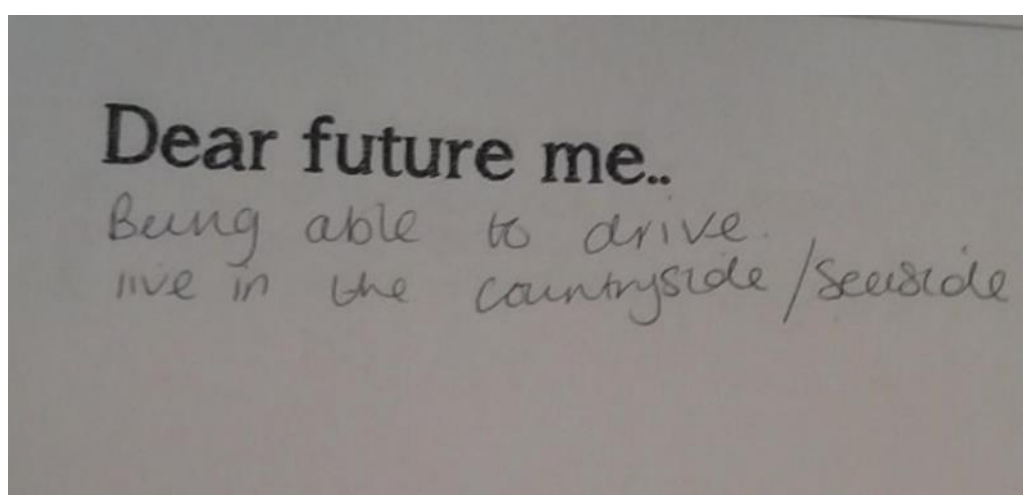 Dear future me..
Being able to drive.
live in the countryside / seaside